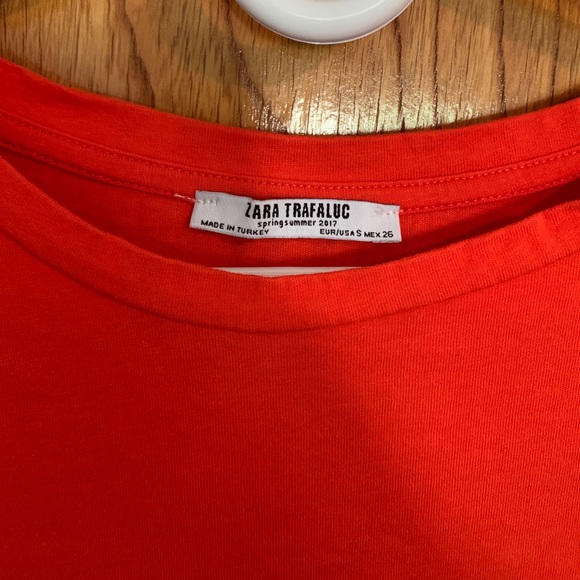 ZARA TRAFALUC
springsummer 2017
MADE IN TURKEY EUR/USA S MEX 26